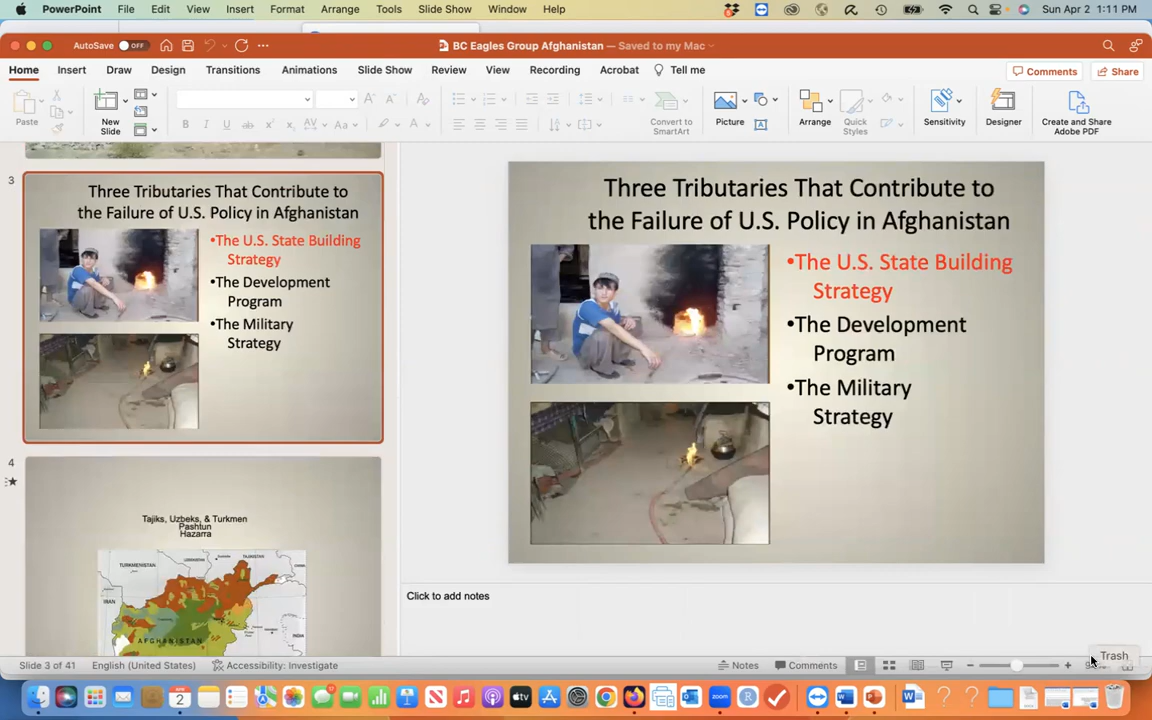 PowerPoint File Edit View Insert Format Arrange Tools Slide Show Window Help Sun Apr 2 1:11 PM
AutoSave OFF BC Eagles Group Afghanistan — Saved to my Mac
Home Insert Draw Design Transitions Animations Slide Show Review View Recording Acrobat Tell me Comments Share
Paste New Slide Convert to SmartArt Picture Arrange Quick Styles Sensitivity Designer Create and Share Adobe PDF
3
Three Tributaries That Contribute to
the Failure of U.S. Policy in Afghanistan
•The U.S. State Building
Strategy
•The Development
Program
•The Military
Strategy
4
Tajiks, Uzbeks, & Turkmen
Pashtun
Hazarra
TURKMENISTAN
IRAN
AFGHANISTAN
Three Tributaries That Contribute to
the Failure of U.S. Policy in Afghanistan
•The U.S. State Building
Strategy
•The Development
Program
•The Military
Strategy
Click to add notes
Trash
Slide 3 of 41 English (United States) Accessibility: Investigate Notes Comments